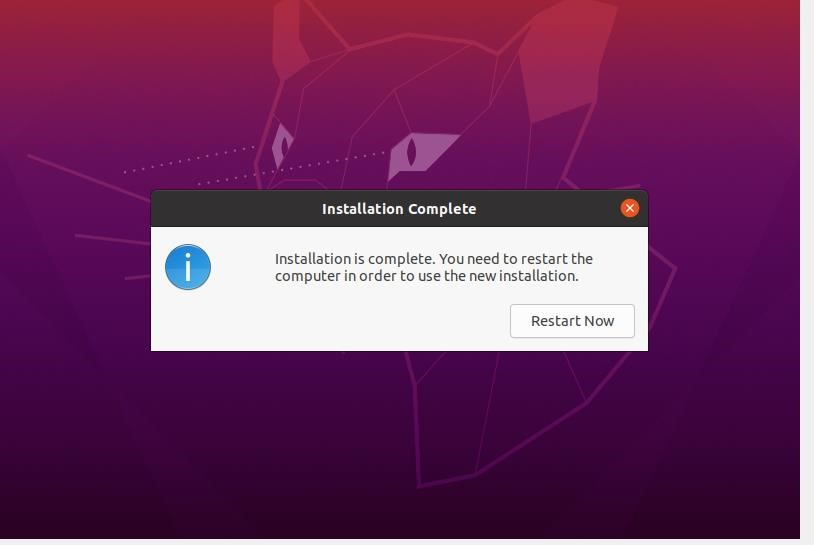 Installation Complete
Installation is complete. You need to restart the
computer in order to use the new installation.
Restart Now